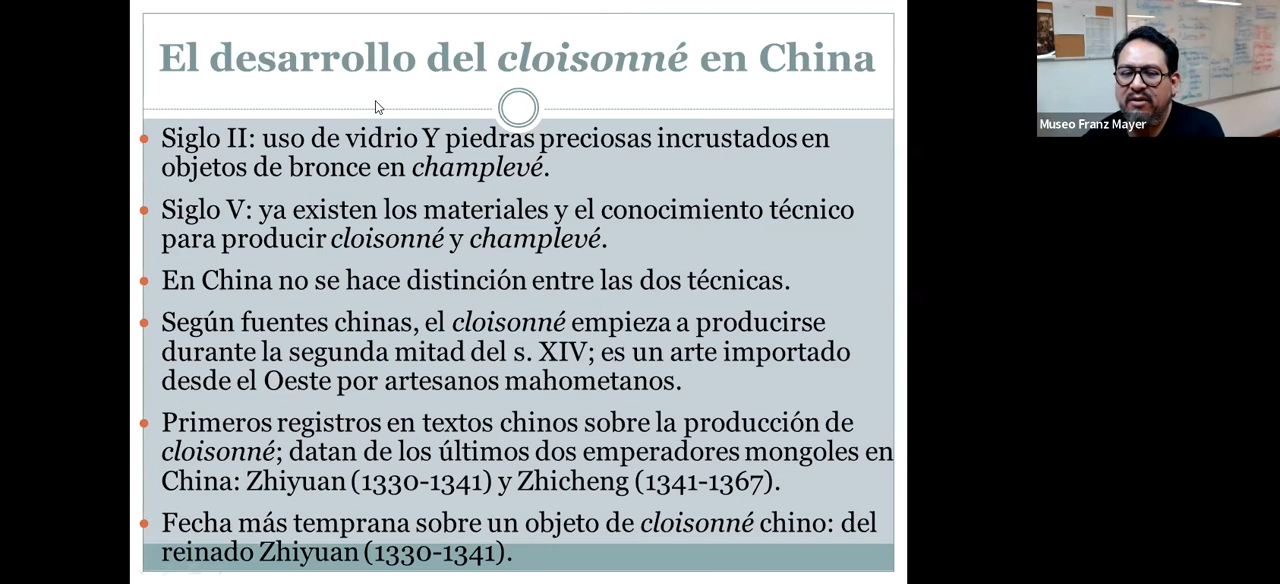 El desarrollo del cloisonné en China
Siglo II: uso de vidrio Y piedras preciosas incrustados en
objetos de bronce en champlevé.
Siglo V: ya existen los materiales y el conocimiento técnico
para producir cloisonné y champlevé.
En China no se hace distinción entre las dos técnicas.
Según fuentes chinas, el cloisonné empieza a producirse
durante la segunda mitad del s. XIV; es un arte importado
desde el Oeste por artesanos mahometanos.
Primeros registros en textos chinos sobre la producción de
cloisonné; datan de los últimos dos emperadores mongoles en
China: Zhiyuan (1330-1341) y Zhicheng (1341-1367).
Fecha más temprana sobre un objeto de cloisonné chino: del
reinado Zhiyuan (1330-1341).
Museo Franz Mayer